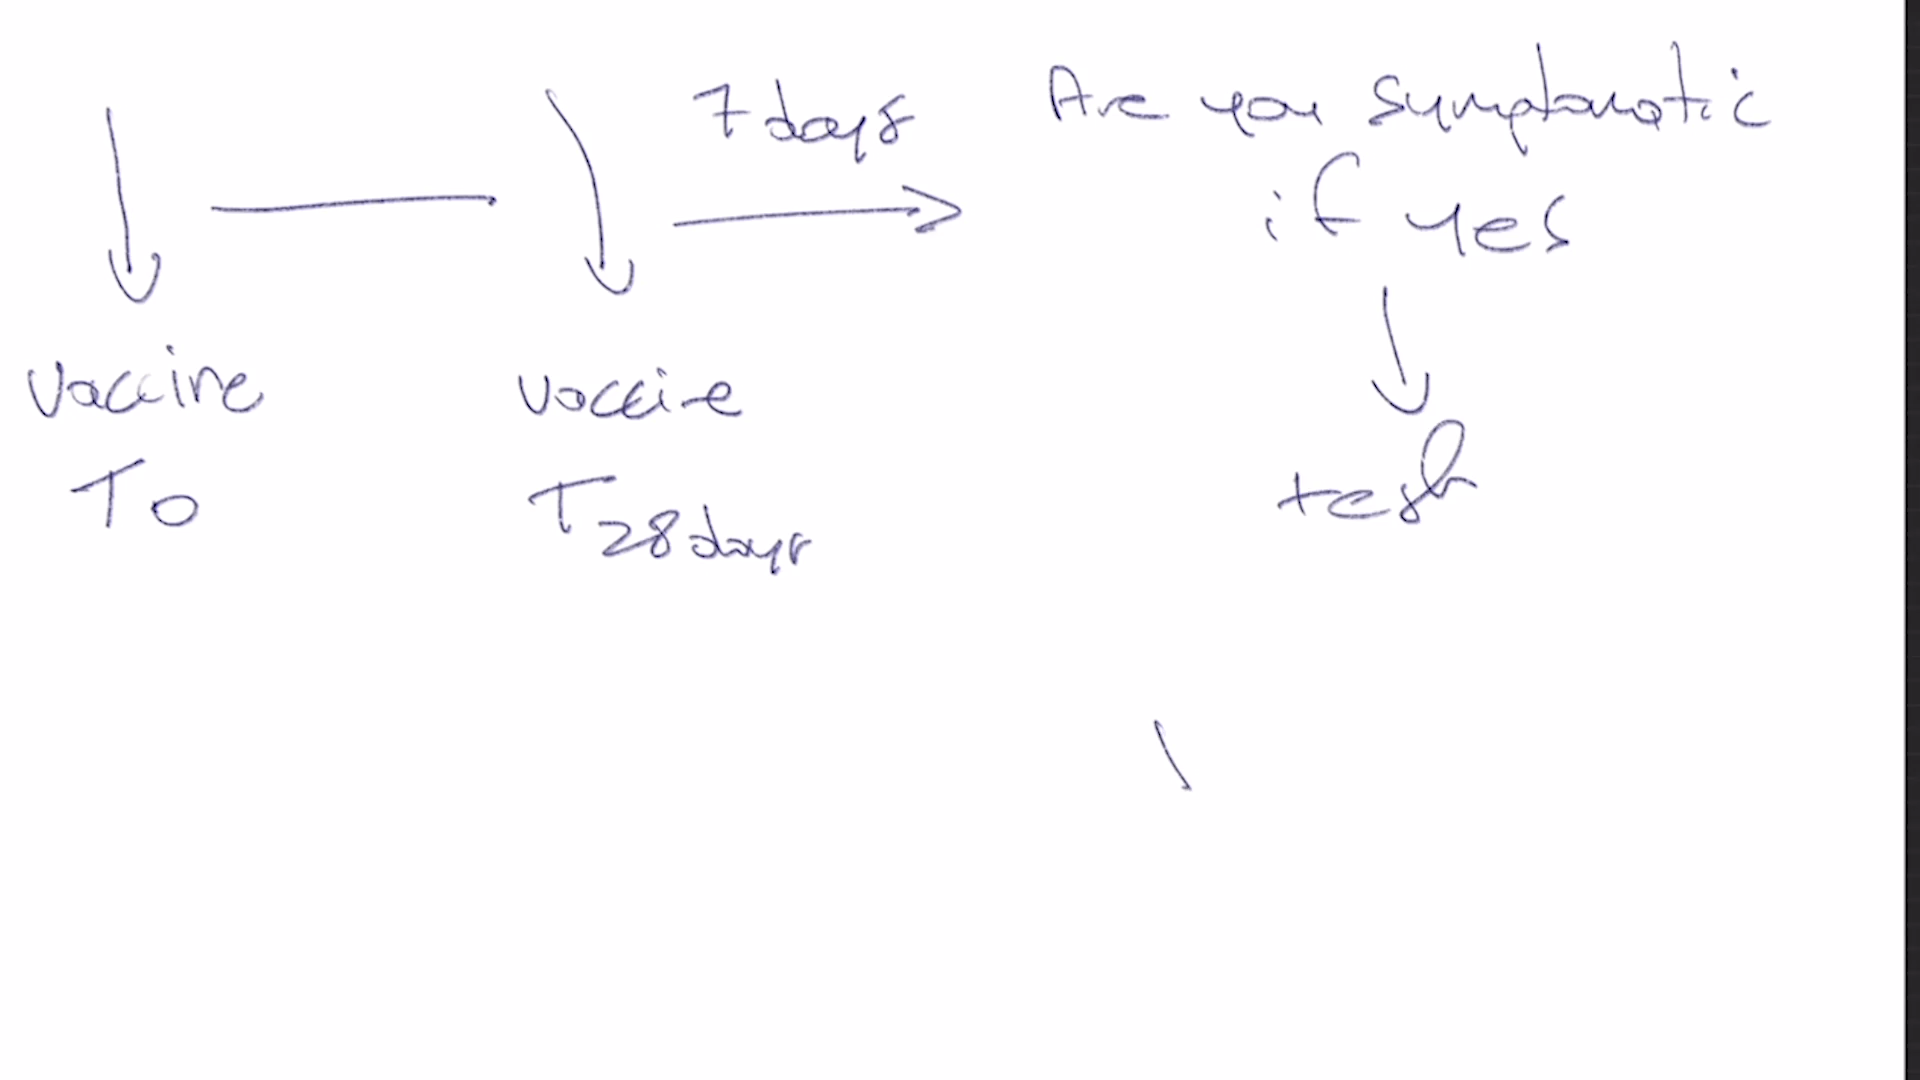 7 days
Are you symptomatic
if yes
vaccine
vaccine
test
T0
T28 days